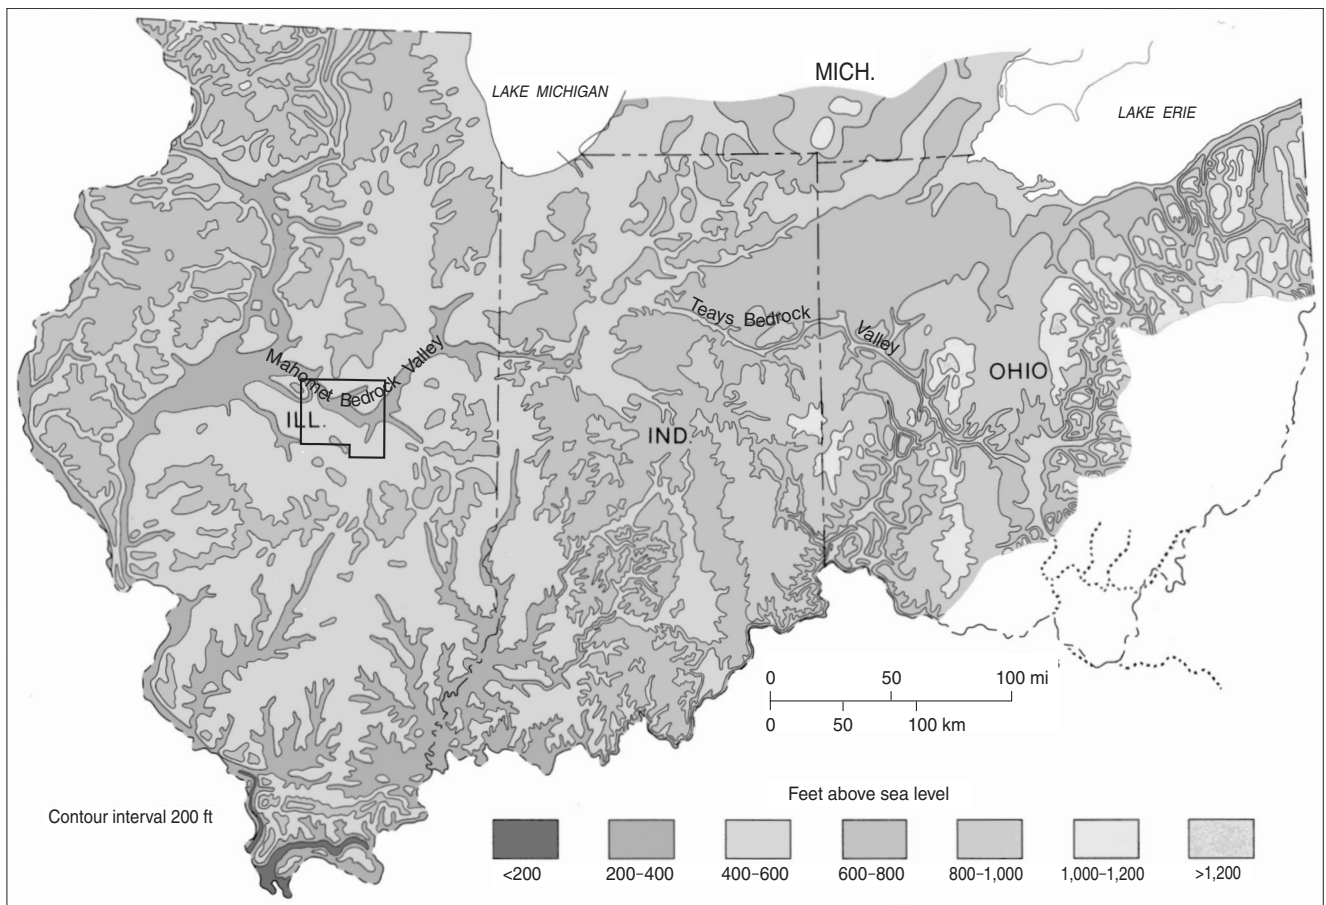 MICH.
LAKE MICHIGAN
LAKE ERIE
Teays Bedrock Valley
Mahomet Bedrock Valley
OHIO
ILL.
IND.
0 50 100 mi
0 50 100 km
Feet above sea level
Contour interval 200 ft
<200 200–400 400–600 600–800 800–1,000 1,000–1,200 >1,200